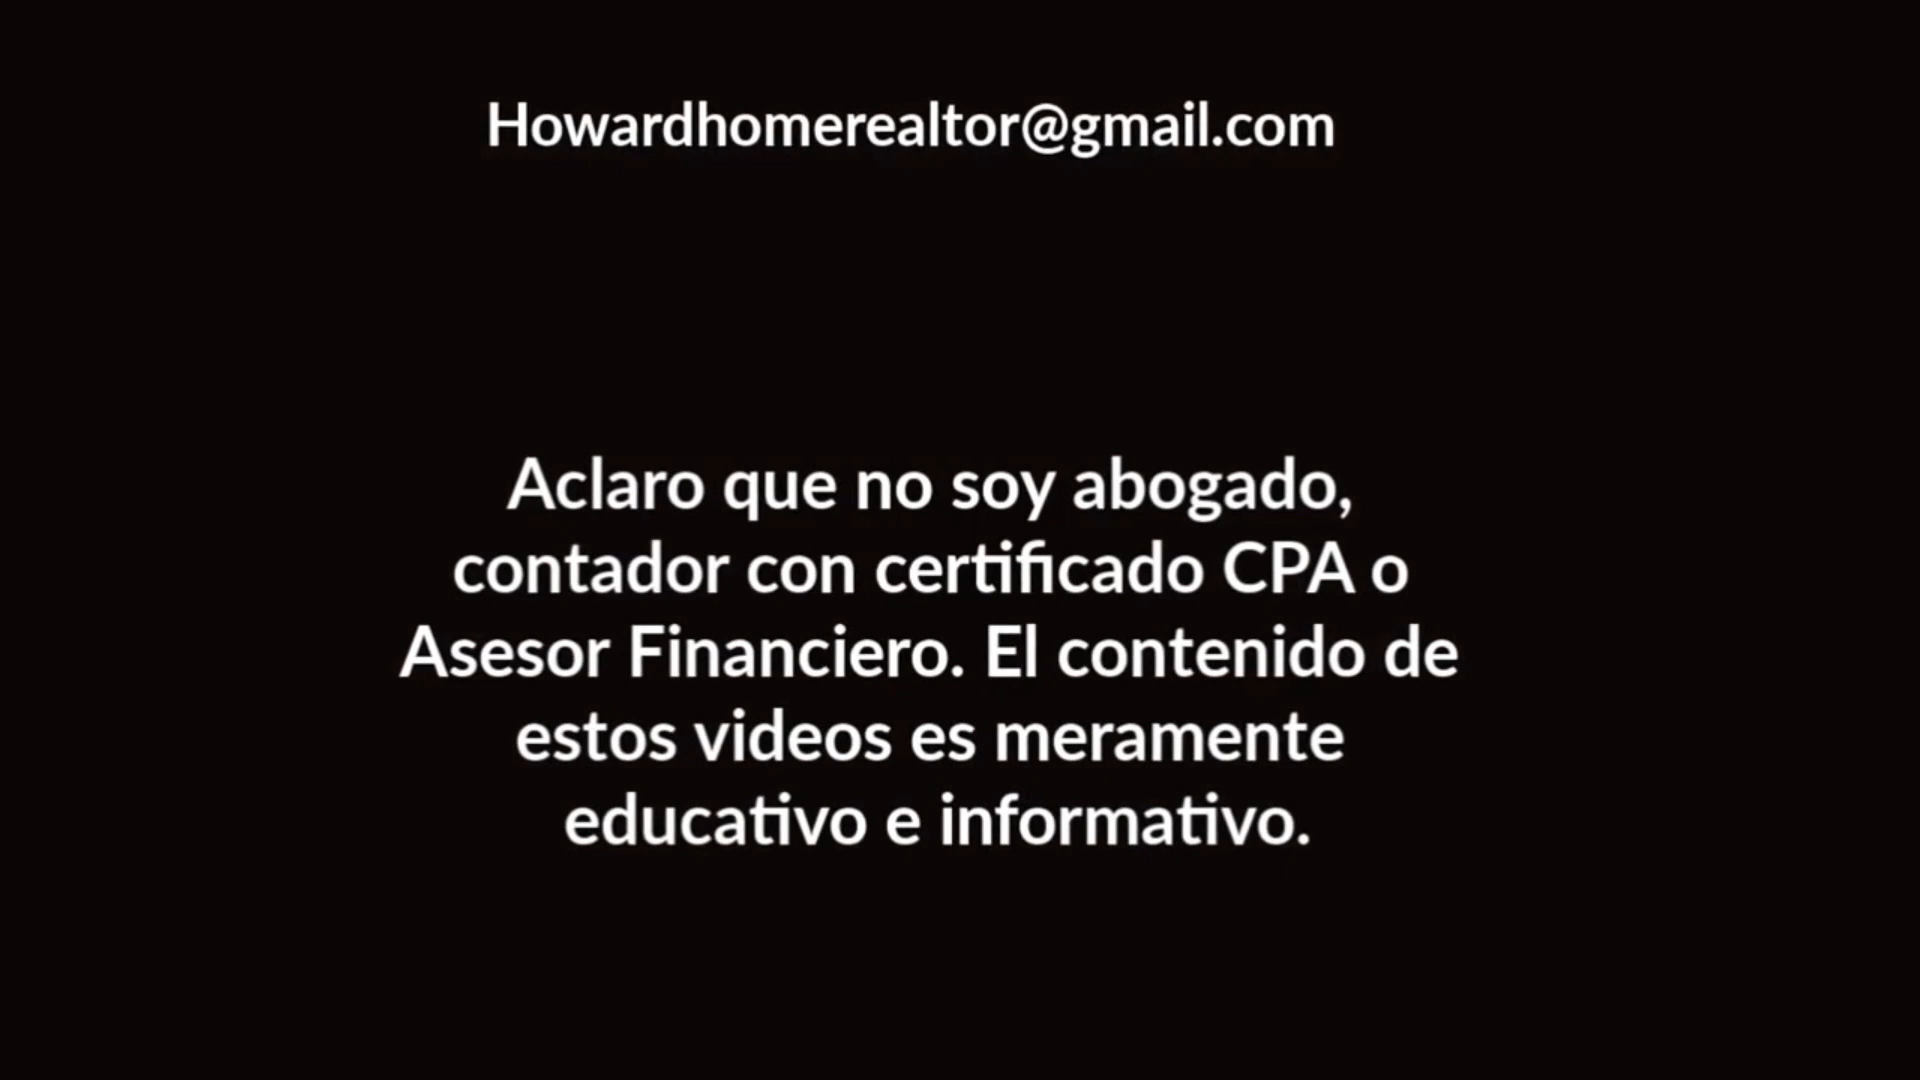 Howardhomerealtor@gmail.com
Aclaro que no soy abogado,
contador con certificado CPA o
Asesor Financiero. El contenido de
estos videos es meramente
educativo e informativo.